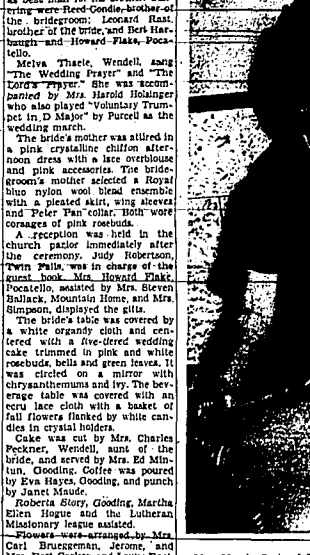 ering were Reed Condie, brother of
the bridegroom; Leonard Rast,
brother of the bride, and Bert Har-
baugh and Howard Flake, Poca-
tello.
Melva Thaele, Wendell, sang
"The Wedding Prayer" and "The
Lord's Prayer." She was accom-
panied by Mrs. Harold Holsinger
who also played "Voluntary Trum-
pet in D Major" by Purcell as the
wedding march.
The bride's mother was attired in
a pink crystalline chiffon after-
noon dress with a lace overblouse
and pink accessories. The bride-
groom's mother selected a Royal
blue nylon wool blend ensemble
with a pleated skirt, wing sleeves
and Peter Pan collar. Both wore
corsages of pink rosebuds.
A reception was held in the
church parlor immediately after
the ceremony. Judy Robertson,
Twin Falls, was in charge of the
guest book. Mrs. Howard Flake,
Pocatello, assisted by Mrs. Steven
Ballack, Mountain Home, and Mrs.
Simpson, displayed the gifts.
The bride's table was covered by
a white organdy cloth and cen-
tered with a five-tiered wedding
cake trimmed in pink and white
rosebuds, bells and green leaves. It
was circled on a mirror with
chrysanthemums and ivy. The bev-
erage table was covered with an
ecru lace cloth with a basket of
fall flowers flanked by white can-
dles in crystal holders.
Cake was cut by Mrs. Charles
Peckner, Wendell, aunt of the
bride, and served by Mrs. Ed Min-
tun, Gooding. Coffee was poured
by Eva Hayes, Gooding, and punch
by Janet Maude.
Roberta Story, Gooding, Martha
Ellen Hogue and the Lutheran
Missionary league assisted.
Flowers were arranged by Mrs.
Carl Brueggeman, Jerome, and